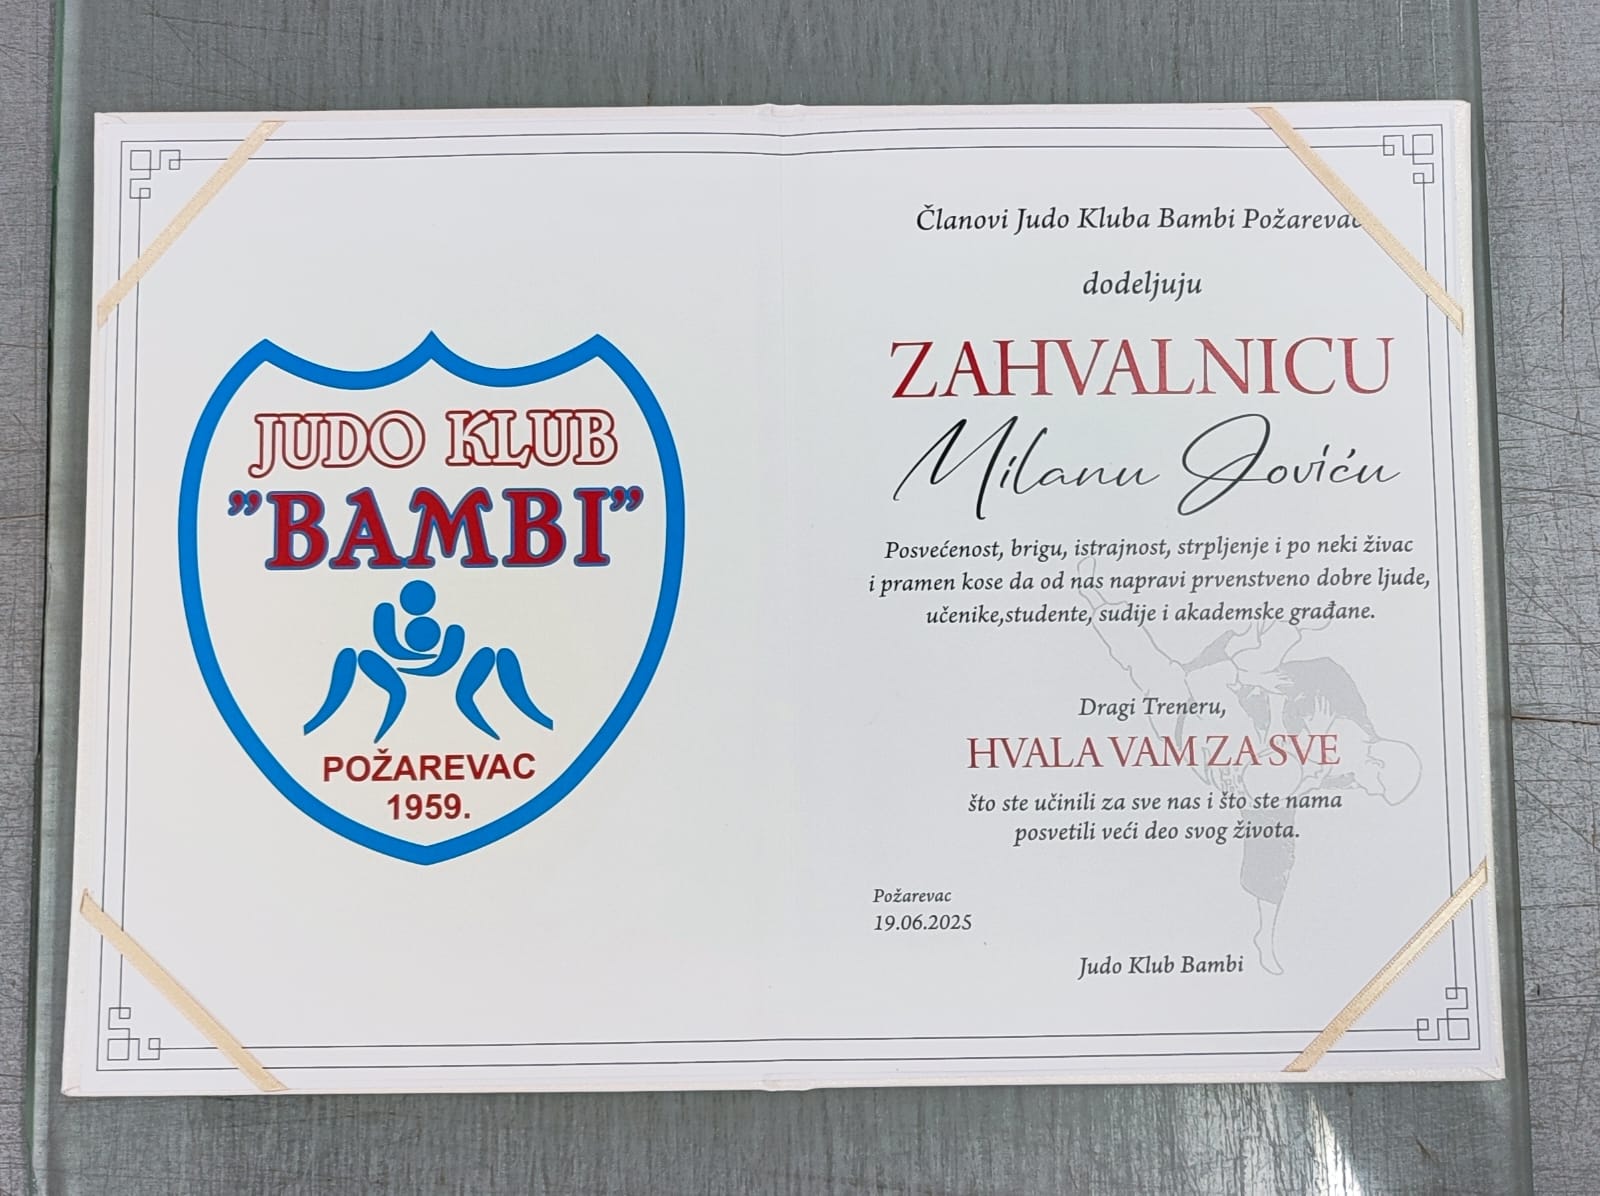 JUDO KLUB
"BAMBI"
POŽAREVAC
1959.
Članovi Judo Kluba Bambi Požarevac
dodeljuju
ZAHVALNICU
Milanu Joviću
Posvećenost, brigu, istrajnost, strpljenje i po neki živac
i pramen kose da od nas napravi prvenstveno dobre ljude,
učenike,studente, sudije i akademske građane.
Dragi Treneru,
HVALA VAM ZA SVE
što ste učinili za sve nas i što ste nama
posvetili veći deo svog života.
Požarevac
19.06.2025
Judo Klub Bambi